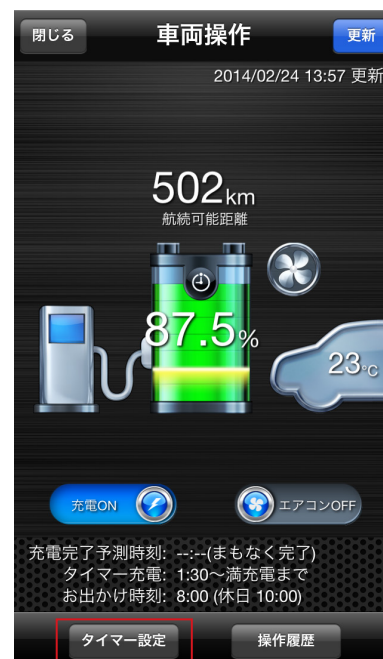 閉じる
車両操作
更新
2014/02/24 13:57 更新
502km
航続可能距離
87.5%
23℃
充電ON
エアコンOFF
充電完了予測時刻: --:--(まもなく完了)
タイマー充電: 1:30〜満充電まで
お出かけ時刻: 8:00 (休日 10:00)
タイマー設定
操作履歴